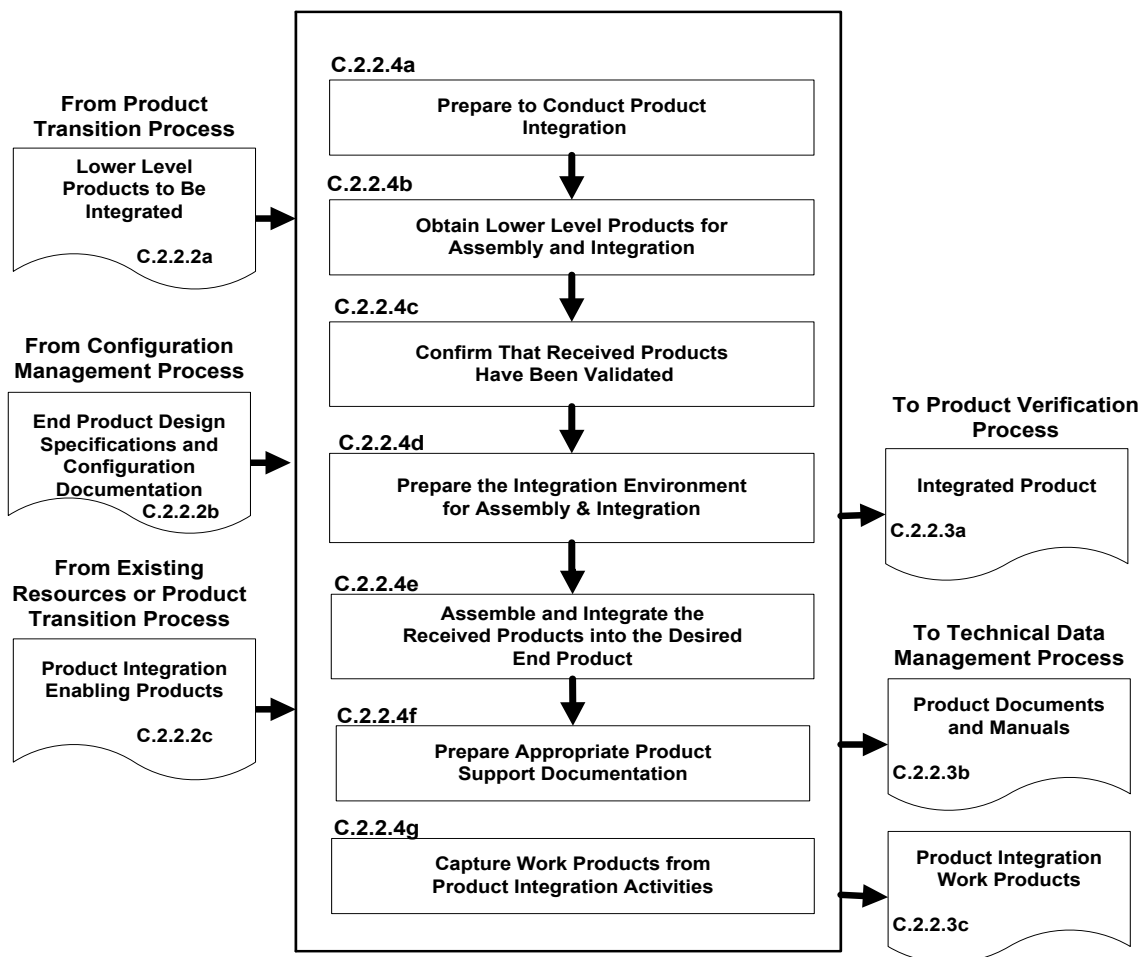 From Product
Transition Process
Lower Level
Products to Be
Integrated
C.2.2.2a
From Configuration
Management Process
End Product Design
Specifications and
Configuration
Documentation
C.2.2.2b
From Existing
Resources or Product
Transition Process
Product Integration
Enabling Products
C.2.2.2c
C.2.2.4a
Prepare to Conduct Product
Integration
C.2.2.4b
Obtain Lower Level Products for
Assembly and Integration
C.2.2.4c
Confirm That Received Products
Have Been Validated
C.2.2.4d
Prepare the Integration Environment
for Assembly & Integration
C.2.2.4e
Assemble and Integrate the
Received Products into the Desired
End Product
C.2.2.4f
Prepare Appropriate Product
Support Documentation
C.2.2.4g
Capture Work Products from
Product Integration Activities
To Product Verification
Process
Integrated Product
C.2.2.3a
To Technical Data
Management Process
Product Documents
and Manuals
C.2.2.3b
Product Integration
Work Products
C.2.2.3c